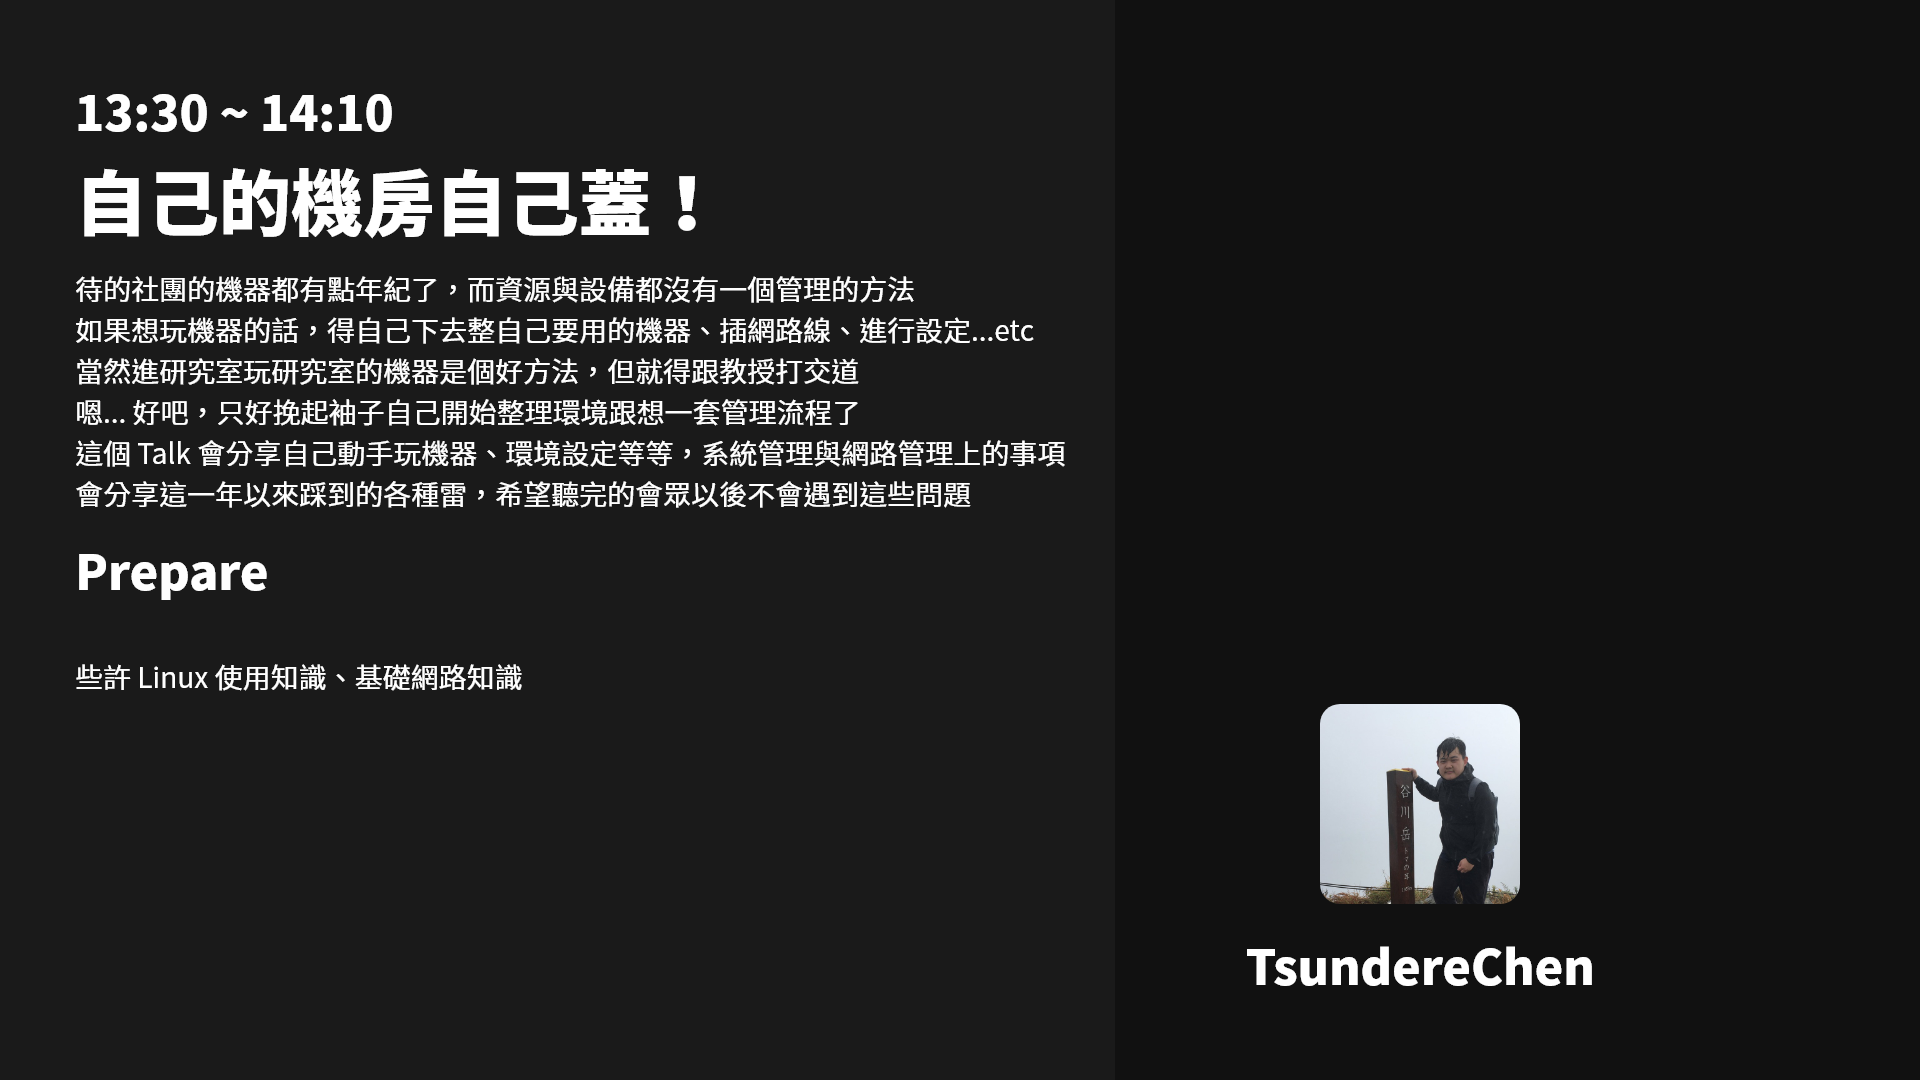 13:30 ~ 14:10
自己的機房自己蓋！
待的社團的機器都有點年紀了，而資源與設備都沒有一個管理的方法
如果想玩機器的話，得自己下去整自己要用的機器、插網路線、進行設定...etc
當然進研究室玩研究室的機器是個好方法，但就得跟教授打交道
嗯... 好吧，只好挽起袖子自己開始整理環境跟想一套管理流程了
這個 Talk 會分享自己動手玩機器、環境設定等等，系統管理與網路管理上的事項
會分享這一年以來踩到的各種雷，希望聽完的會眾以後不會遇到這些問題
Prepare
些許 Linux 使用知識、基礎網路知識
谷川岳
TsundereChen